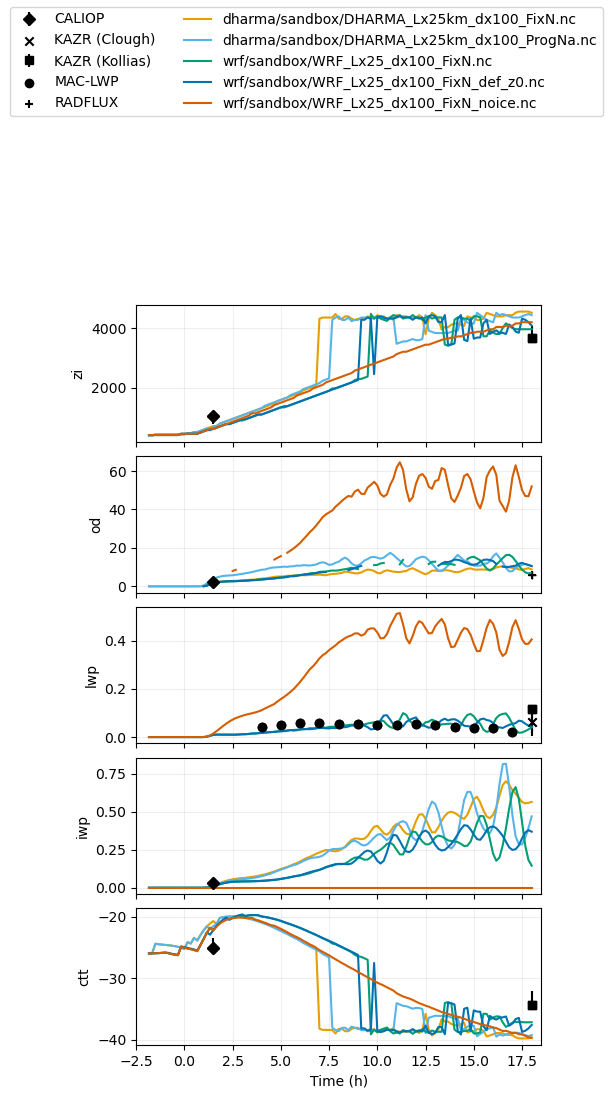 CALIOP
KAZR (Clough)
KAZR (Kollias)
MAC-LWP
RADFLUX
dharma/sandbox/DHARMA_Lx25km_dx100_FixN.nc
dharma/sandbox/DHARMA_Lx25km_dx100_ProgNa.nc
wrf/sandbox/WRF_Lx25_dx100_FixN.nc
wrf/sandbox/WRF_Lx25_dx100_FixN_def_z0.nc
wrf/sandbox/WRF_Lx25_dx100_FixN_noice.nc
4000
2000
zi
60
40
20
0
od
0.4
0.2
0.0
lwp
0.75
0.50
0.25
0.00
iwp
−20
−30
−40
ctt
−2.5 0.0 2.5 5.0 7.5 10.0 12.5 15.0 17.5
Time (h)